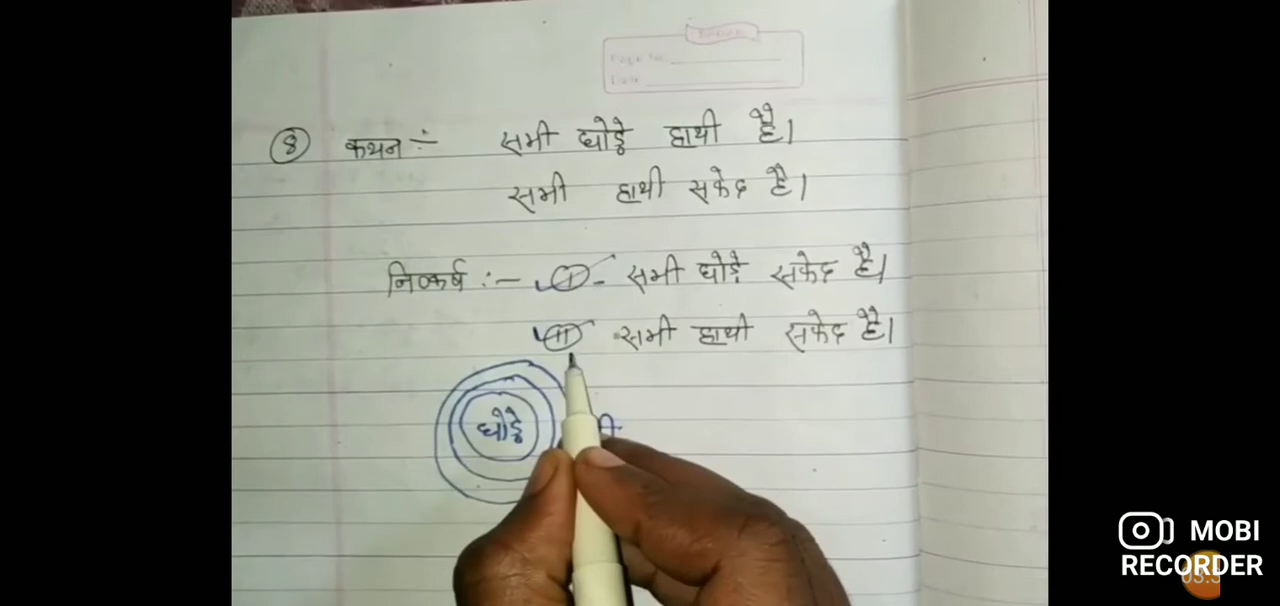 ⑧ कथन :- सभी घोड़े हाथी है।
सभी हाथी सफेद है।
निष्कर्ष :- I - सभी घोड़े सफेद है।
II सभी हाथी सफेद है।
घोड़े
MOBI
RECORDER